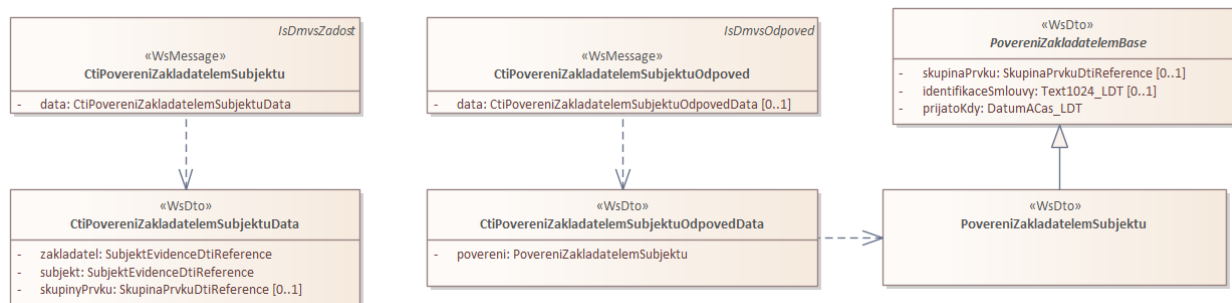 IsDmvsZadost
«WsMessage»
CtiPovereniZakladatelemSubjektu
- data: CtiPovereniZakladatelemSubjektuData
IsDmvsOdpoved
«WsMessage»
CtiPovereniZakladatelemSubjektuOdpoved
- data: CtiPovereniZakladatelemSubjektuOdpovedData [0..1]
«WsDto»
PovereniZakladatelemBase
- skupinaPrvku: SkupinaPrvkuDtiReference [0..1]
- identifikaceSmlouvy: Text1024_LDT [0..1]
- prijatoKdy: DatumACas_LDT
«WsDto»
CtiPovereniZakladatelemSubjektuData
- zakladatel: SubjektEvidenceDtiReference
- subjekt: SubjektEvidenceDtiReference
- skupinyPrvku: SkupinaPrvkuDtiReference [0..1]
«WsDto»
CtiPovereniZakladatelemSubjektuOdpovedData
- povereni: PovereniZakladatelemSubjektu
«WsDto»
PovereniZakladatelemSubjektu